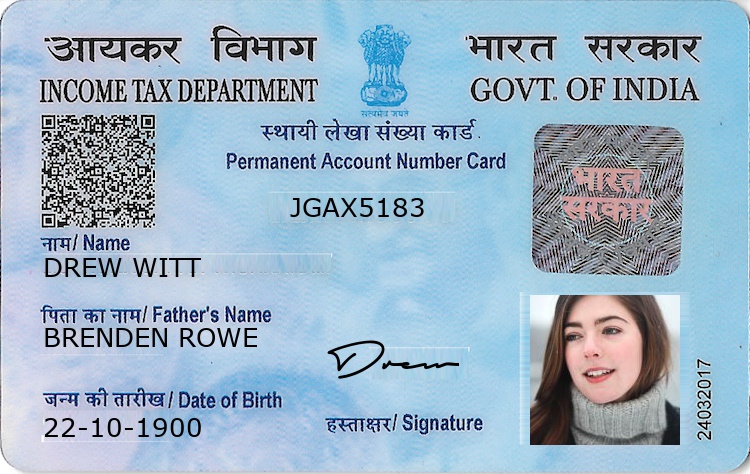 आयकर विभाग
INCOME TAX DEPARTMENT
सत्यमेव जयते
भारत सरकार
GOVT. OF INDIA
स्थायी लेखा संख्या कार्ड
Permanent Account Number Card
JGAX5183
भारत
सरकार
नाम/ Name
DREW WITT
पिता का नाम/ Father's Name
BRENDEN ROWE
जन्म की तारीख / Date of Birth
22-10-1900
Drew
हस्ताक्षर/ Signature
24032017